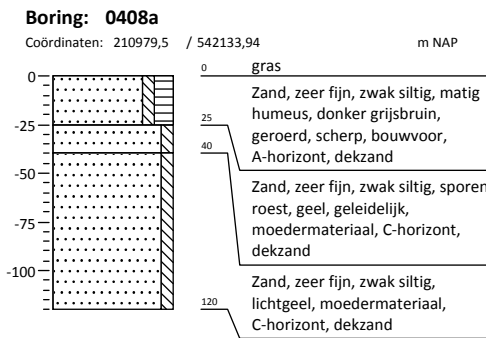 Boring: 0408a
Coördinaten: 210979,5 / 542133,94 m NAP
0
-25
-50
-75
-100
0 gras
Zand, zeer fijn, zwak siltig, matig
humeus, donker grijsbruin,
geroerd, scherp, bouwvoor,
A-horizont, dekzand
25
40
Zand, zeer fijn, zwak siltig, sporen
roest, geel, geleidelijk,
moedermateriaal, C-horizont,
dekzand
Zand, zeer fijn, zwak siltig,
lichtgeel, moedermateriaal,
C-horizont, dekzand
120